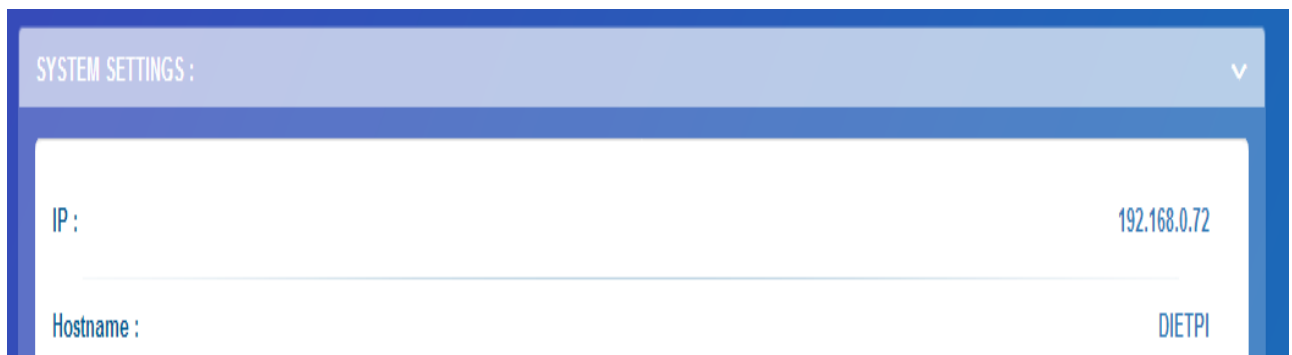 SYSTEM SETTINGS :
IP : 192.168.0.72
Hostname : DIETPI